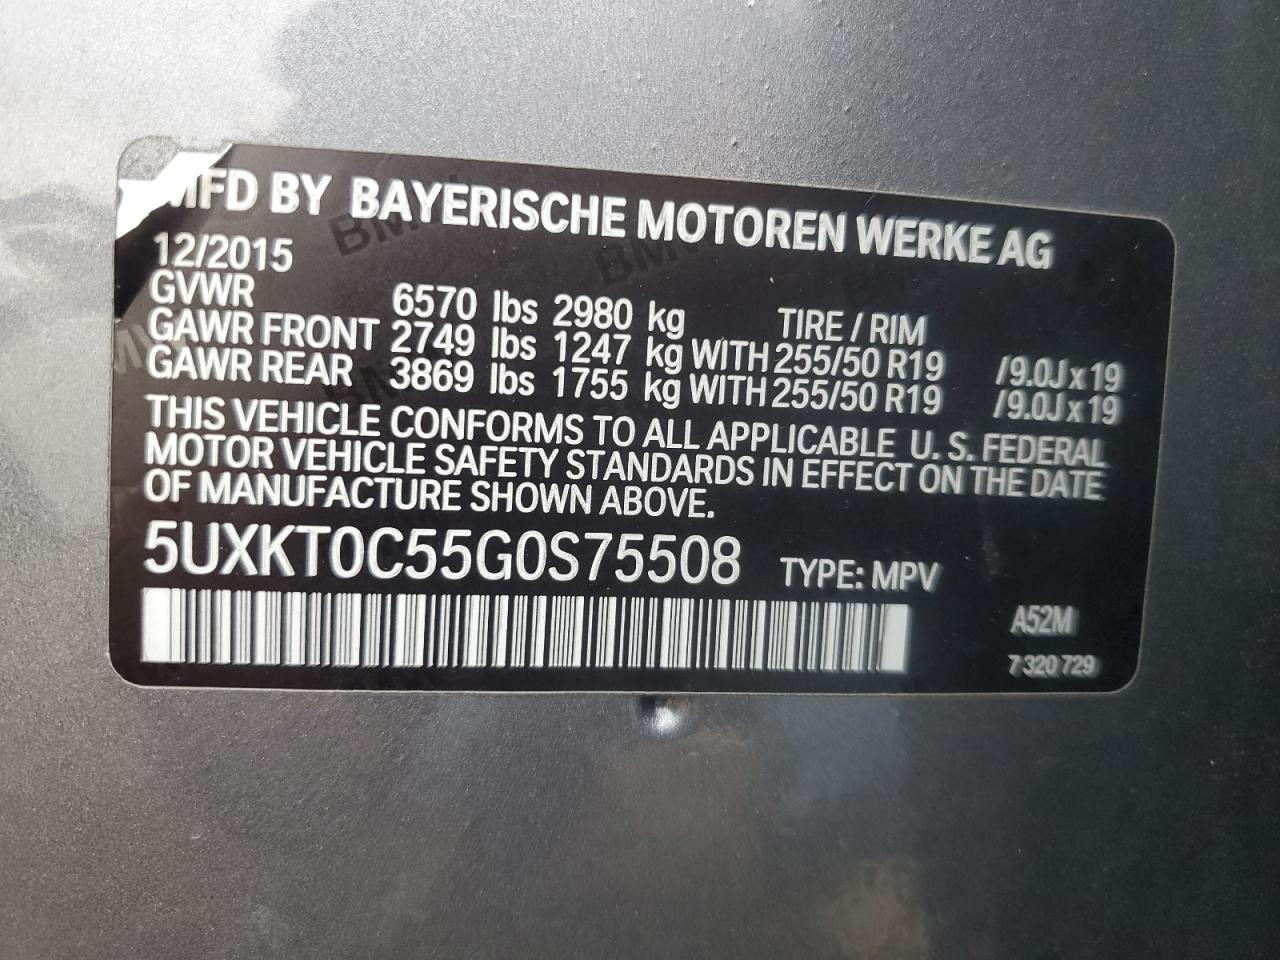 MFD BY BAYERISCHE MOTOREN WERKE AG
12/2015
GVWR 6570 lbs 2980 kg TIRE / RIM
GAWR FRONT 2749 lbs 1247 kg WITH 255/50 R19 /9.0J x 19
GAWR REAR 3869 lbs 1755 kg WITH 255/50 R19 /9.0J x 19
THIS VEHICLE CONFORMS TO ALL APPLICABLE U. S. FEDERAL
MOTOR VEHICLE SAFETY STANDARDS IN EFFECT ON THE DATE
OF MANUFACTURE SHOWN ABOVE.
5UXKT0C55G0S75508 TYPE: MPV
A52M
7 320 729